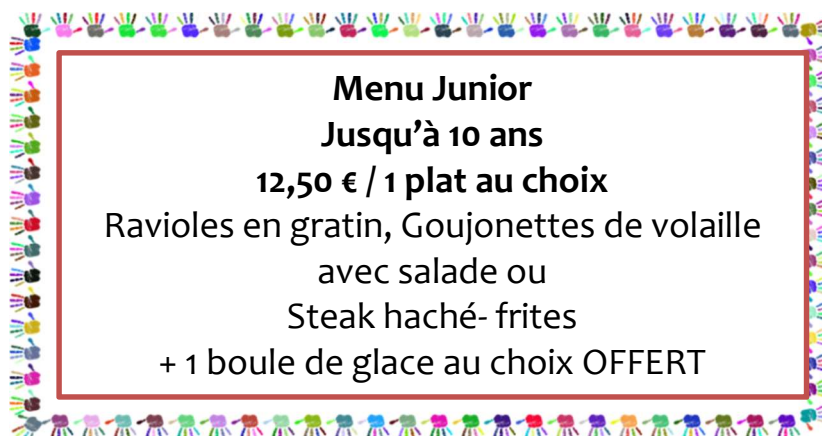 Menu Junior
Jusqu’à 10 ans
12,50 € / 1 plat au choix
Ravioles en gratin, Goujonettes de volaille
avec salade ou
Steak haché- frites
+ 1 boule de glace au choix OFFERT